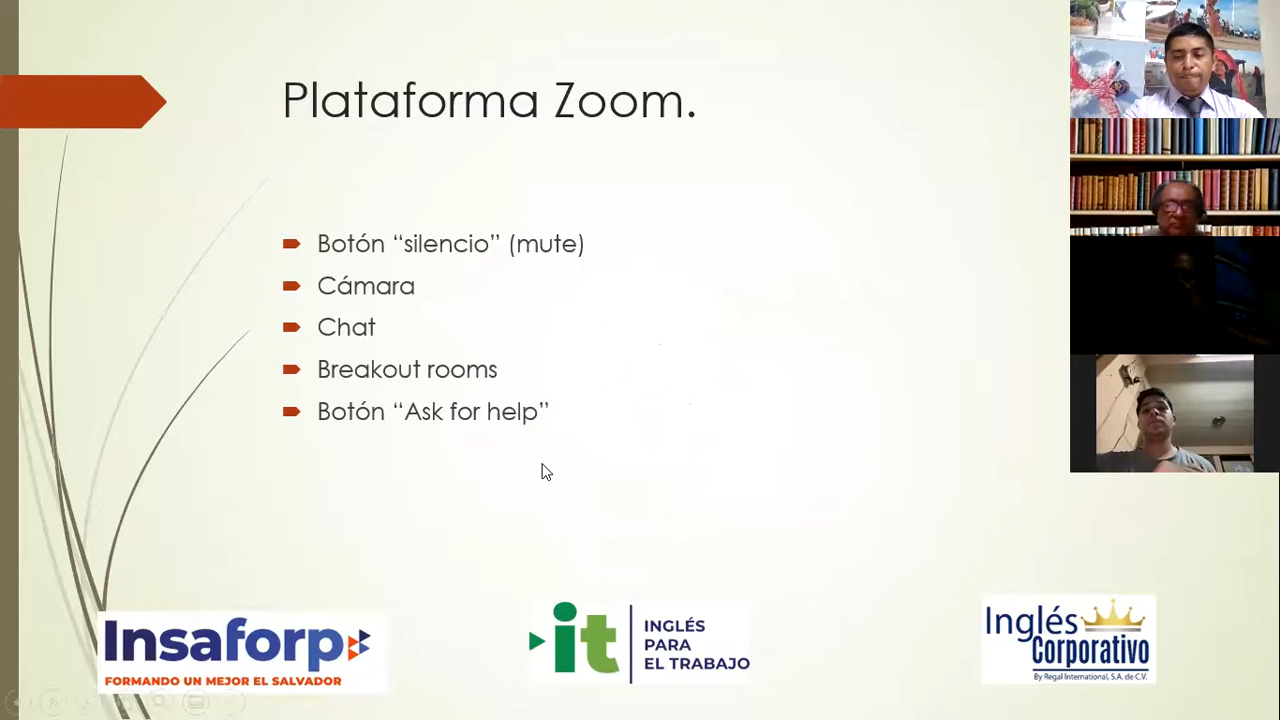 Plataforma Zoom.
Botón “silencio” (mute)
Cámara
Chat
Breakout rooms
Botón “Ask for help”
Insaforp
FORMANDO UN MEJOR EL SALVADOR
it
INGLÉS
PARA
EL TRABAJO
Inglés
Corporativo
By Regal International, S.A. de C.V.